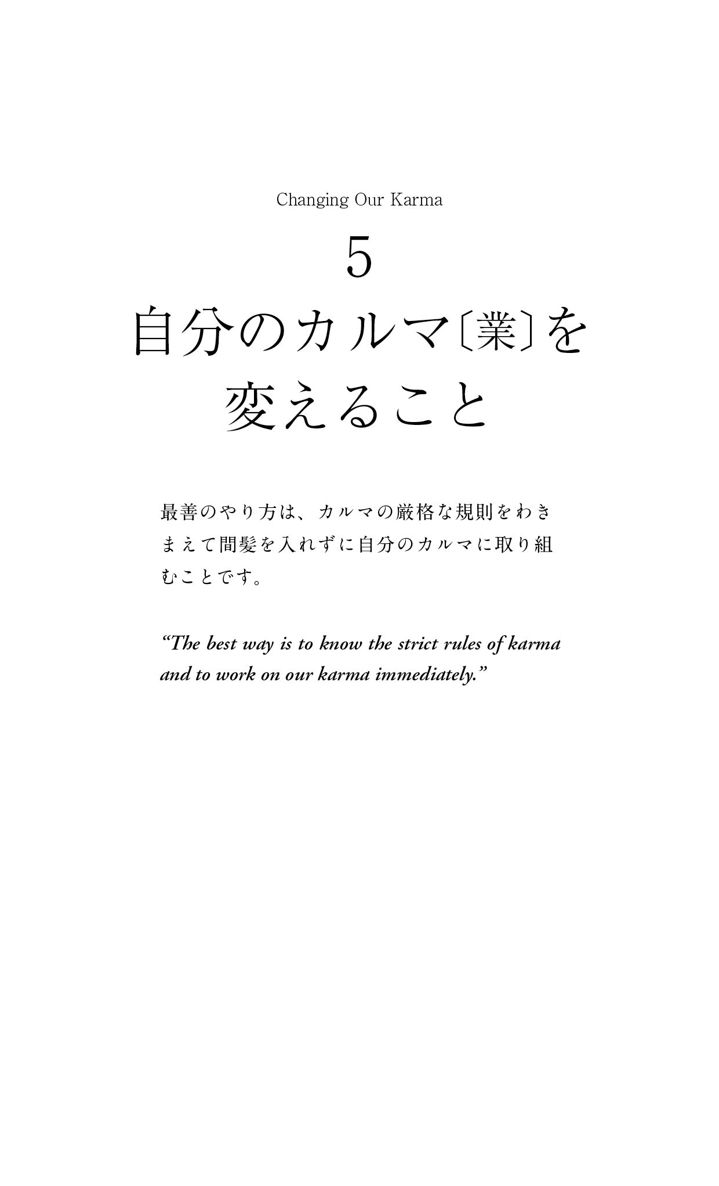 Changing Our Karma
5
自分のカルマ〔業〕を
変えること
最善のやり方は、カルマの厳格な規則をわき
まえて間髪を入れずに自分のカルマに取り組
むことです。
“The best way is to know the strict rules of karma
and to work on our karma immediately.”